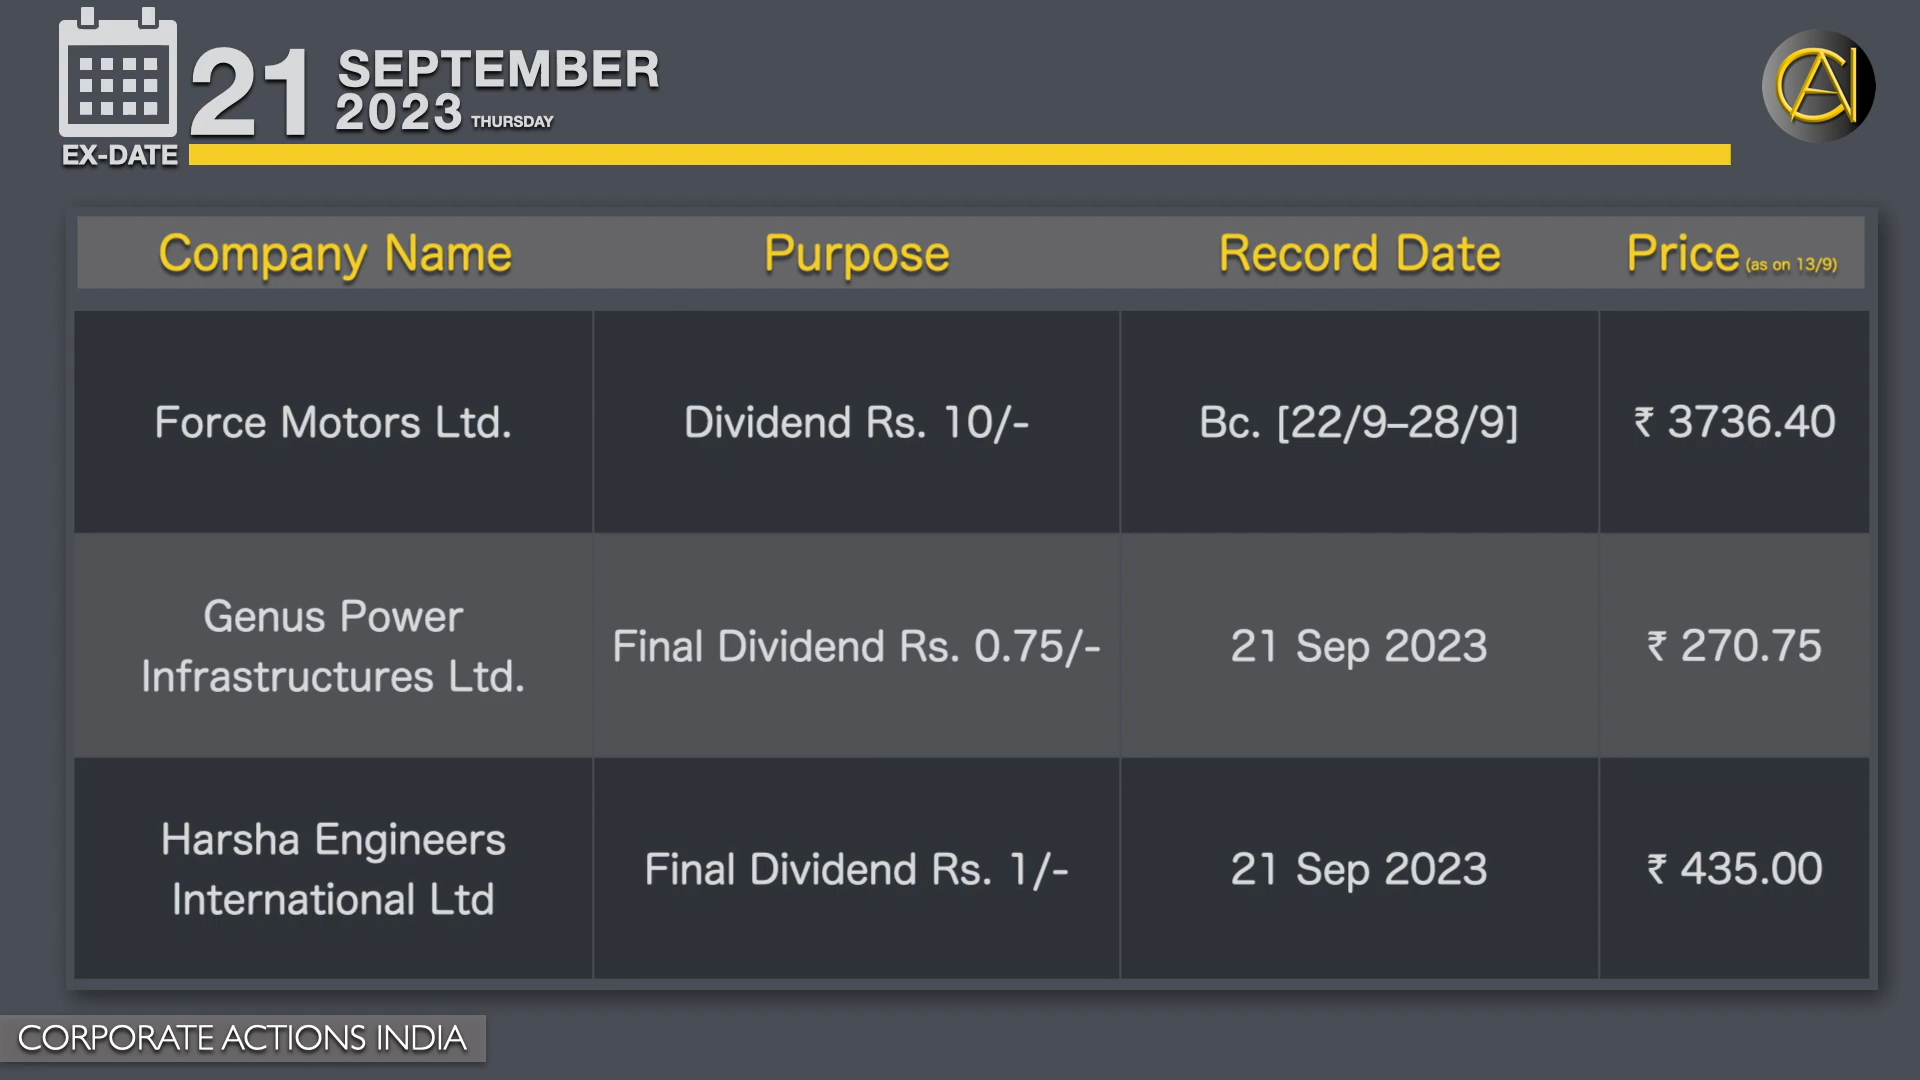 21 SEPTEMBER
2023 THURSDAY
EX-DATE
CAI
Company Name Purpose Record Date Price (as on 13/9)
Force Motors Ltd. Dividend Rs. 10/- Bc. [22/9–28/9] ₹ 3736.40
Genus Power
Infrastructures Ltd. Final Dividend Rs. 0.75/- 21 Sep 2023 ₹ 270.75
Harsha Engineers
International Ltd Final Dividend Rs. 1/- 21 Sep 2023 ₹ 435.00
CORPORATE ACTIONS INDIA